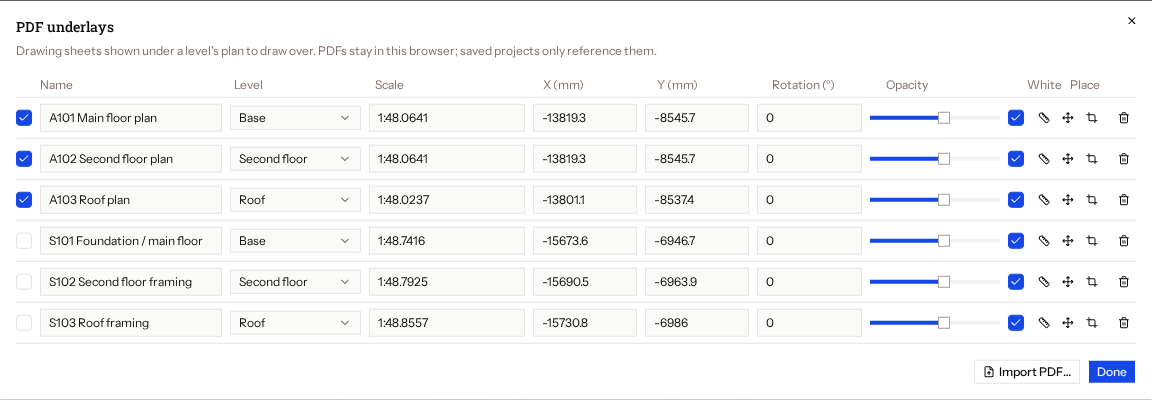 PDF underlays
Drawing sheets shown under a level's plan to draw over. PDFs stay in this browser; saved projects only reference them.
Name Level Scale X (mm) Y (mm) Rotation (°) Opacity White Place
A101 Main floor plan Base 1:48.0641 -13819.3 -8545.7 0
A102 Second floor plan Second floor 1:48.0641 -13819.3 -8545.7 0
A103 Roof plan Roof 1:48.0237 -13801.1 -8537.4 0
S101 Foundation / main floor Base 1:48.7416 -15673.6 -6946.7 0
S102 Second floor framing Second floor 1:48.7925 -15690.5 -6963.9 0
S103 Roof framing Roof 1:48.8557 -15730.8 -6986 0
Import PDF... Done